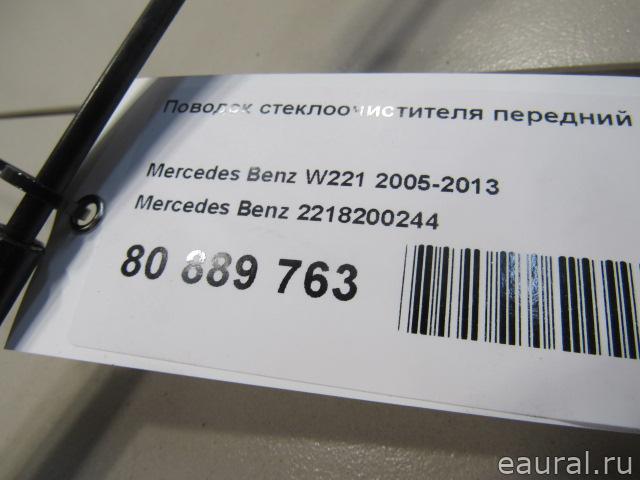 Поводок стеклоочистителя передний
Mercedes Benz W221 2005-2013
Mercedes Benz 2218200244
80 889 763
eaural.ru